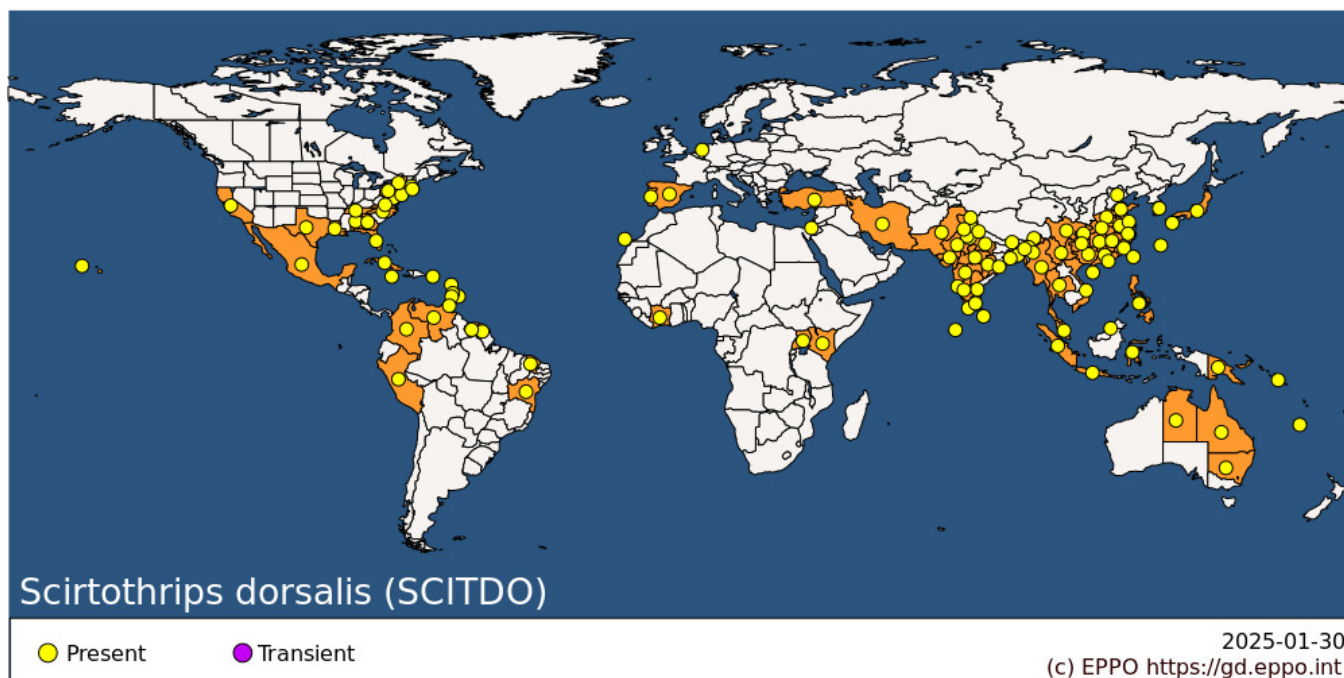 Scirtothrips dorsalis (SCITDO)
Present
Transient
2025-01-30
(c) EPPO https://gd.eppo.int